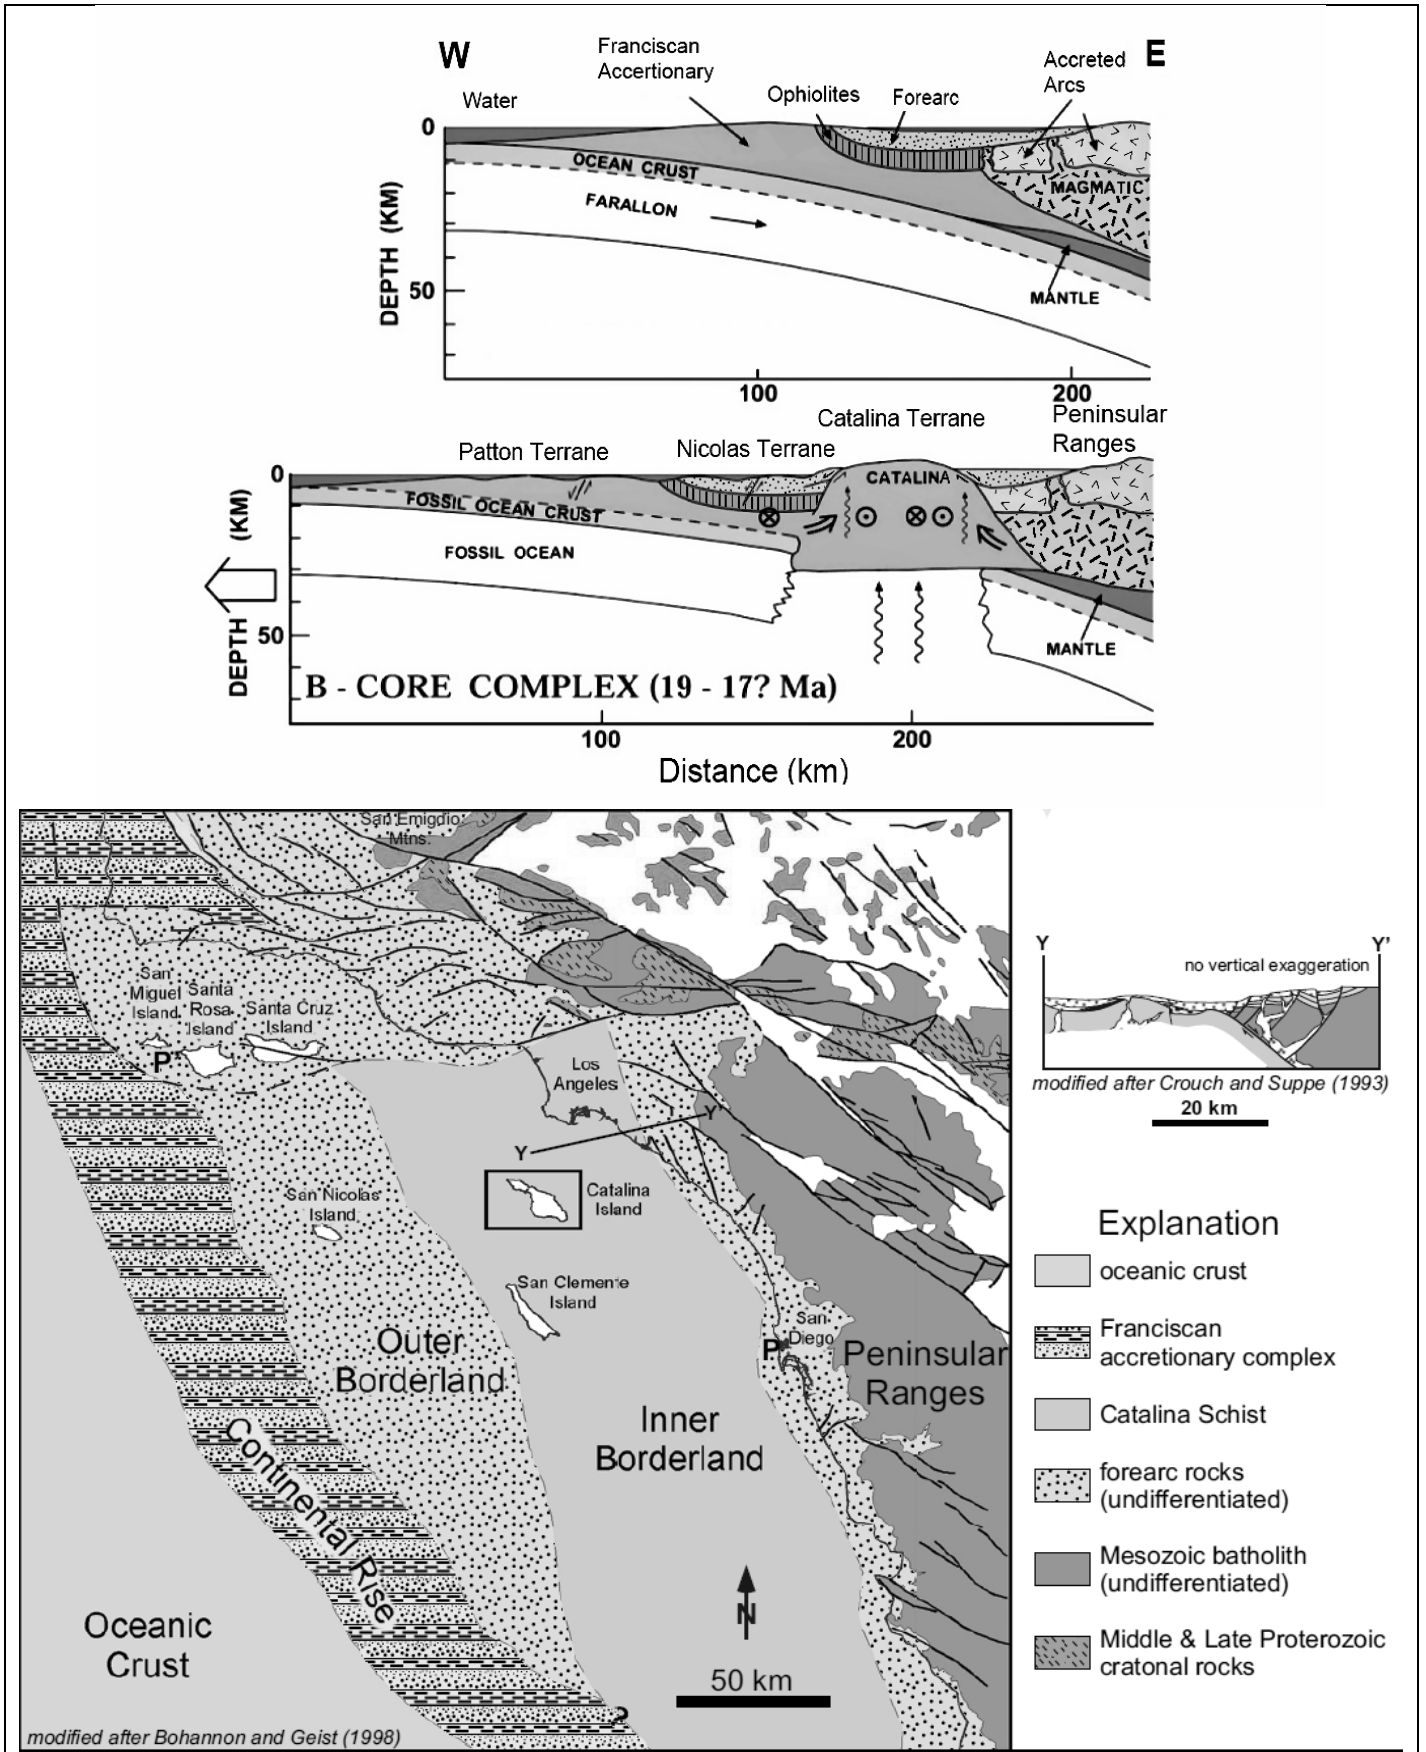 W
E
Franciscan
Accertionary
Accreted
Arcs
Water
Ophiolites
Forearc
0
OCEAN CRUST
MAGMATIC
FARALLON
DEPTH (KM)
50
MANTLE
100
200
Catalina Terrane
Peninsular
Ranges
Patton Terrane
Nicolas Terrane
0
CATALINA
FOSSIL OCEAN CRUST
FOSSIL OCEAN
DEPTH (KM)
50
MANTLE
B - CORE COMPLEX (19 - 17? Ma)
100
200
Distance (km)
San Emigdio
Mtns.
San
Miguel
Island
Santa
Rosa
Island
Santa Cruz
Island
P'
Los
Angeles
Y
Y'
San Nicolas
Island
Catalina
Island
San Clemente
Island
San
Diego
P
Outer
Borderland
Peninsular
Ranges
Inner
Borderland
Continental Rise
Oceanic
Crust
N
50 km
?
modified after Bohannon and Geist (1998)
Y
Y'
no vertical exaggeration
modified after Crouch and Suppe (1993)
20 km
Explanation
oceanic crust
Franciscan
accretionary complex
Catalina Schist
forearc rocks
(undifferentiated)
Mesozoic batholith
(undifferentiated)
Middle & Late Proterozoic
cratonal rocks